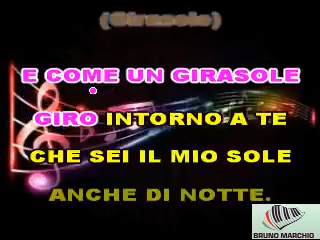 (Girasole)
E COME UN GIRASOLE
GIRO INTORNO A TE
CHE SEI IL MIO SOLE
ANCHE DI NOTTE.
BRUNO MARCHIO